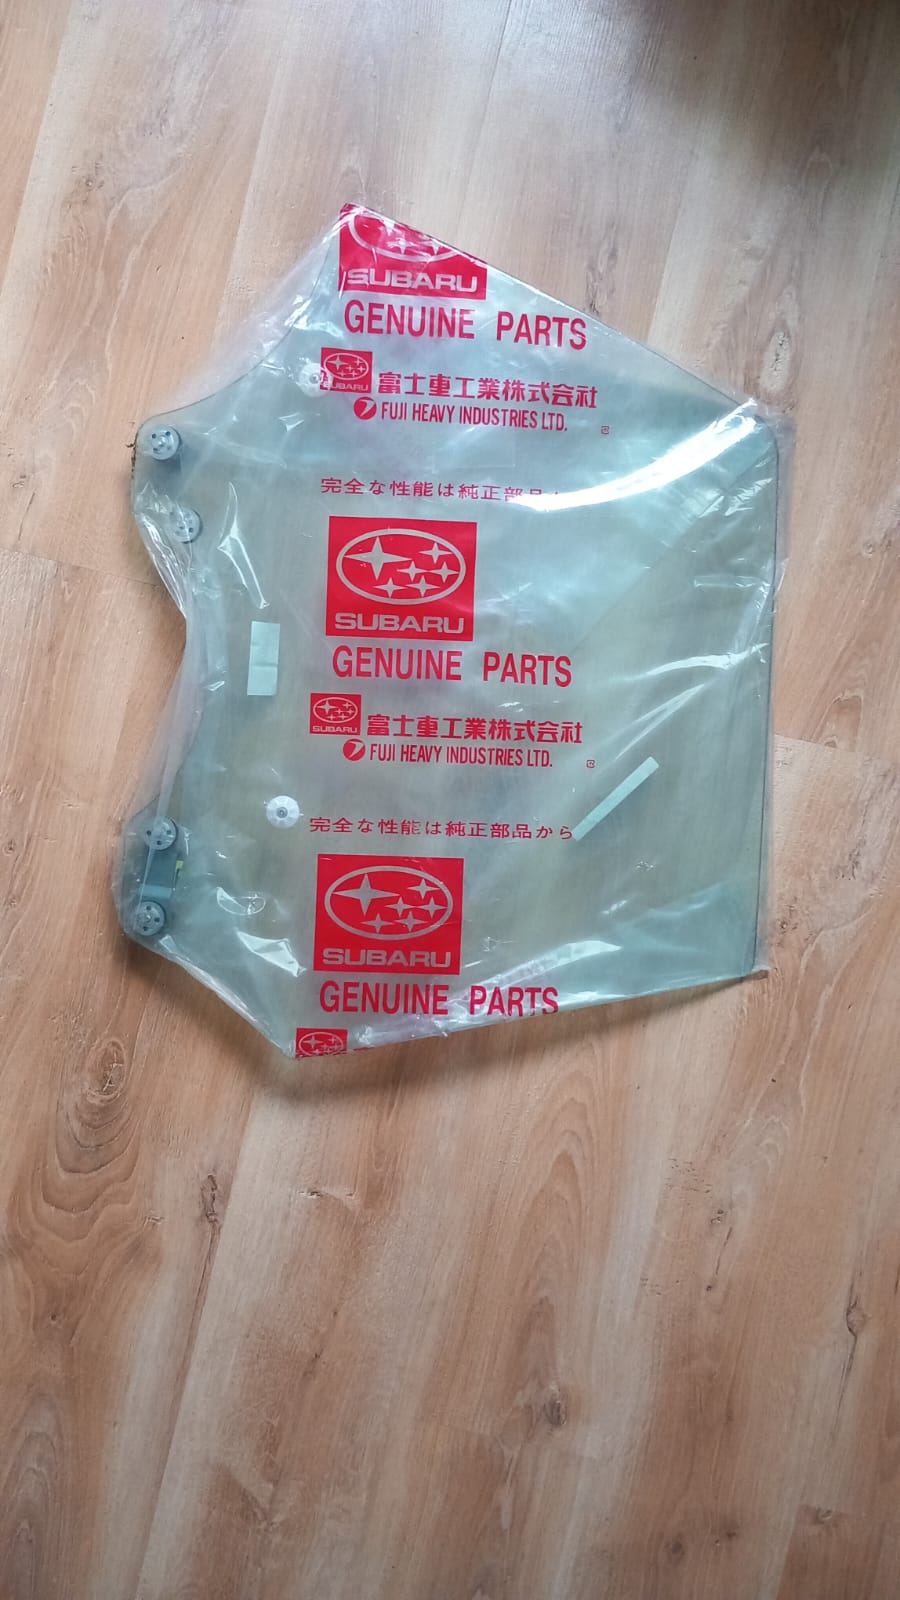 SUBARU
GENUINE PARTS
SUBARU
富士重工業株式会社
FUJI HEAVY INDUSTRIES LTD.
完全な性能は純正部品か
SUBARU
GENUINE PARTS
SUBARU
富士重工業株式会社
FUJI HEAVY INDUSTRIES LTD.
完全な性能は純正部品から
SUBARU
GENUINE PARTS